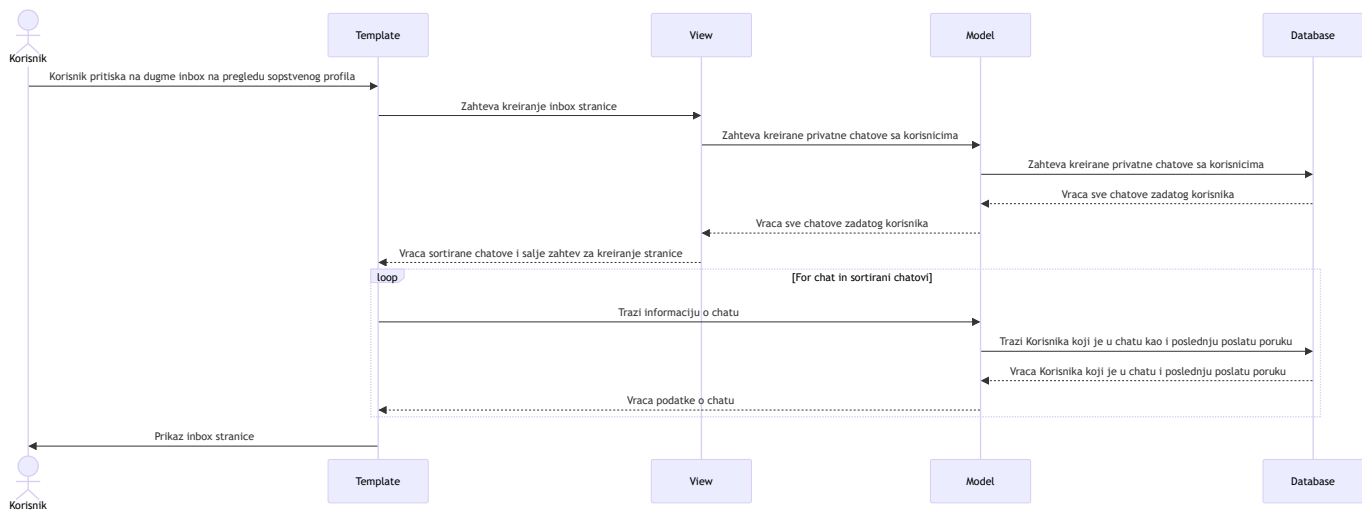 Korisnik
Template
View
Model
Database
Korisnik pritiska na dugme inbox na pregledu sopstvenog profila
Zahteva kreiranje inbox stranice
Zahteva kreirane privatne chatove sa korisnicima
Zahteva kreirane privatne chatove sa korisnicima
Vraca sve chatove zadatog korisnika
Vraca sve chatove zadatog korisnika
Vraca sortirane chatove i salje zahtev za kreiranje stranice
loop
[For chat in sortirani chatovi]
Trazi informaciju o chatu
Trazi Korisnika koji je u chatu kao i poslednju poslatu poruku
Vraca Korisnika koji je u chatu i poslednju poslatu poruku
Vraca podatke o chatu
Prikaz inbox stranice
Korisnik
Template
View
Model
Database